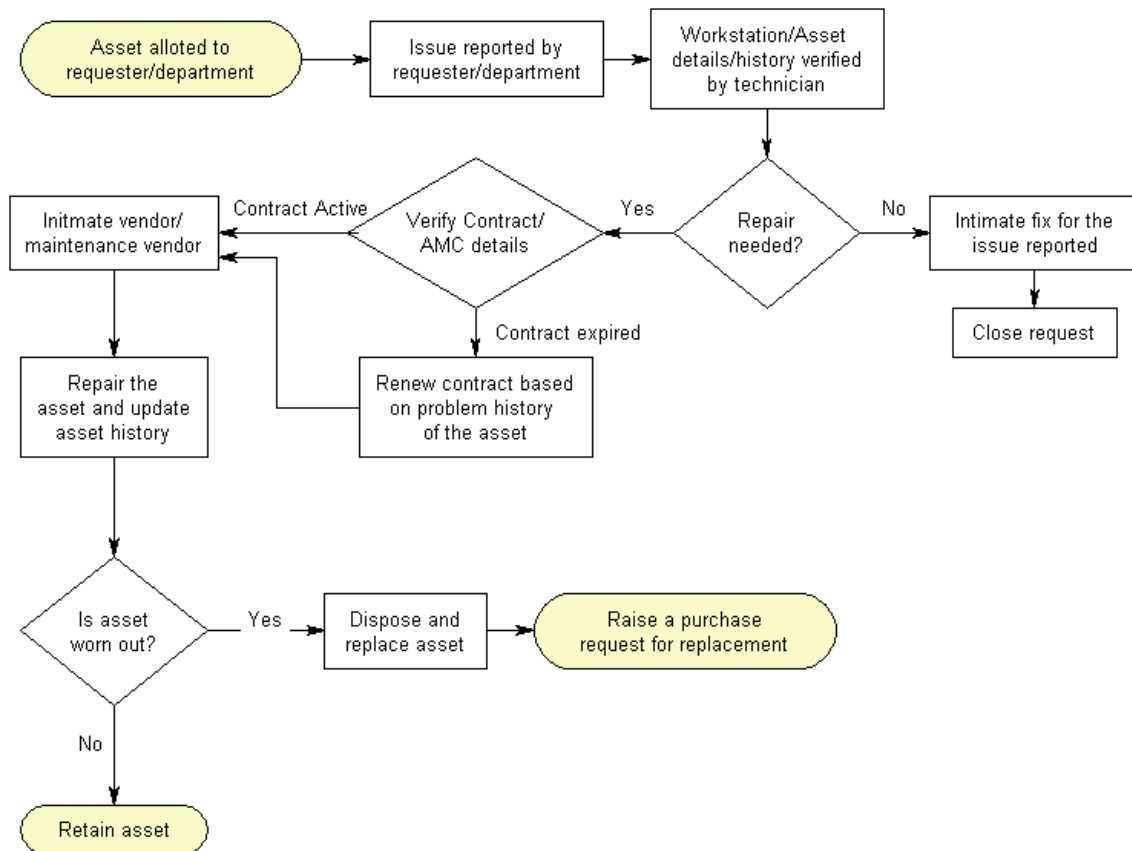 Asset alloted to
requester/department
Issue reported by
requester/department
Workstation/Asset
details/history verified
by technician
Initmate vendor/
maintenance vendor
Contract Active
Verify Contract/
AMC details
Yes
Repair
needed?
No
Intimate fix for the
issue reported
Contract expired
Close request
Repair the
asset and update
asset history
Renew contract based
on problem history
of the asset
Is asset
worn out?
Yes
Dispose and
replace asset
Raise a purchase
request for replacement
No
Retain asset